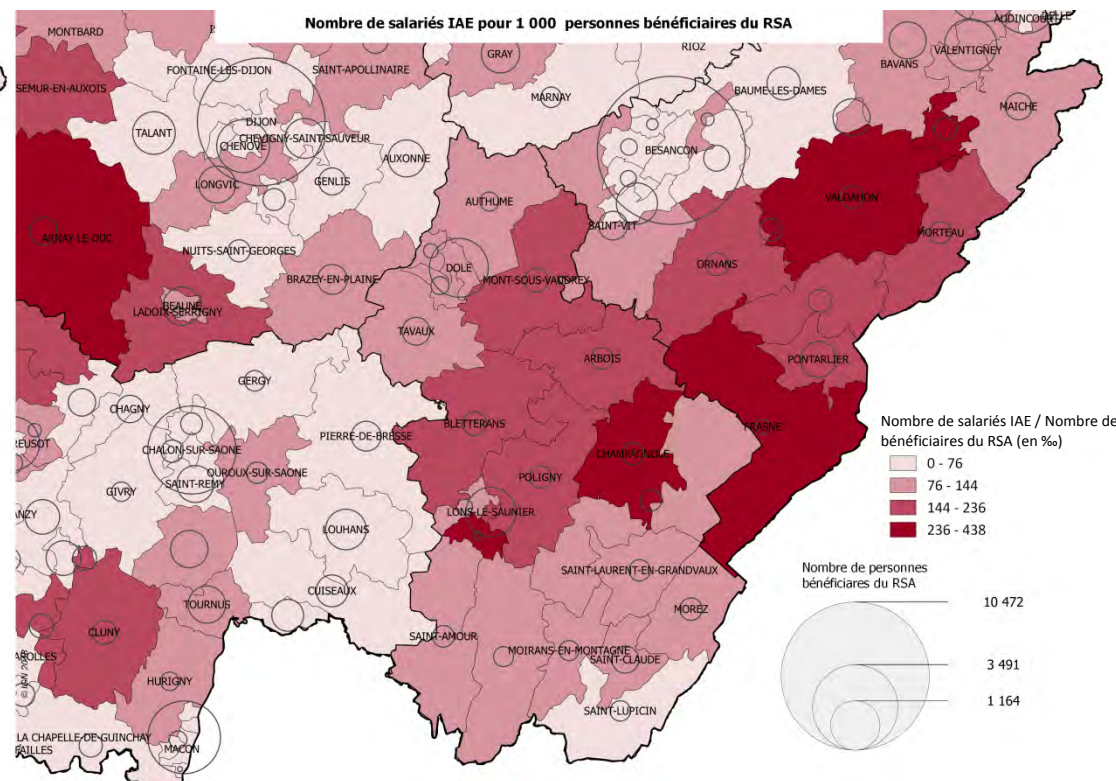 Nombre de salariés IAE pour 1 000 personnes bénéficiaires du RSA
MONTBARD
GRAY
RIOZ
AUDINCOURT
VALENTIGNEY
BAVANS
FONTAINE-LES-DIJON
SAINT-APOLLINAIRE
SEMUR-EN-AUXOIS
MARNAY
BAUME-LES-DAMES
MAICHE
DIJON
TALANT
CHEVIGNY-SAINT-SAUVEUR
CHENOVE
AUXONNE
BESANCON
LONGVIC
GENLIS
AUTHUME
VALDAHON
SAINT-VIT
ARNAY-LE-DUC
MORTEAU
NUITS-SAINT-GEORGES
ORNANS
DOLE
BRAZEY-EN-PLAINE
MONT-SOUS-VAUDREY
BEAUNE
LADOIX-SERRIGNY
TAVAUX
ARBOIS
PONTARLIER
GERGY
CHAGNY
BLETTERANS
FRASNE
PIERRE-DE-BRESSE
REUSOT
CHALON-SUR-SAONE
CHAMPAGNOLE
OUROUX-SUR-SAONE
POLIGNY
SAINT-REMY
GIVRY
LONS-LE-SAUNIER
ANZY
LOUHANS
SAINT-LAURENT-EN-GRANDVAUX
CUISEAUX
TOURNUS
MOREZ
CLUNY
SAINT-AMOUR
MOIRANS-EN-MONTAGNE
AROLLES
SAINT-CLAUDE
HURIGNY
SAINT-LUPICIN
LA CHAPELLE-DE-GUINCHAY
FAILLES
MACON
Nombre de salariés IAE / Nombre de
bénéficiaires du RSA (en ‰)
0 - 76
76 - 144
144 - 236
236 - 438
Nombre de personnes
bénéficiaires du RSA
10 472
3 491
1 164